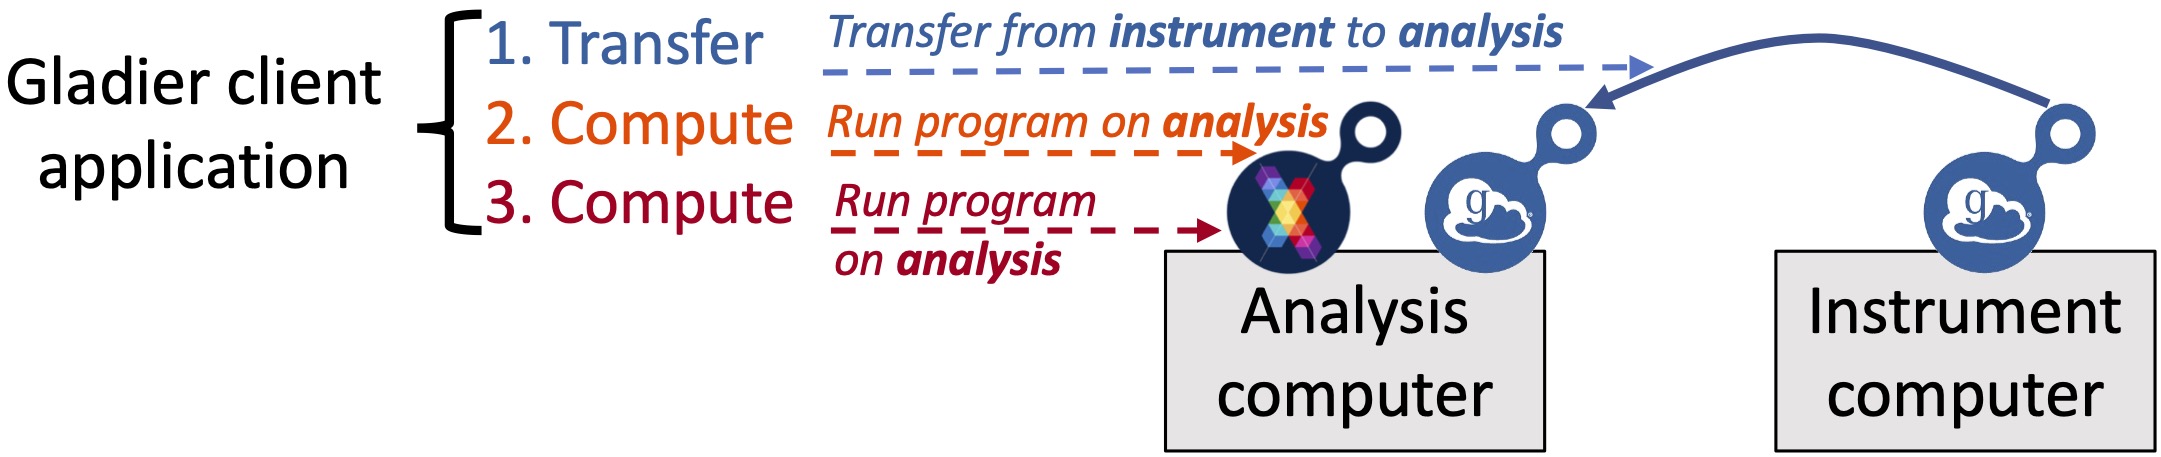 Gladier client
application
1. Transfer
2. Compute
3. Compute
Transfer from instrument to analysis
Run program on analysis
Run program
on analysis
g
g
Analysis
computer
Instrument
computer